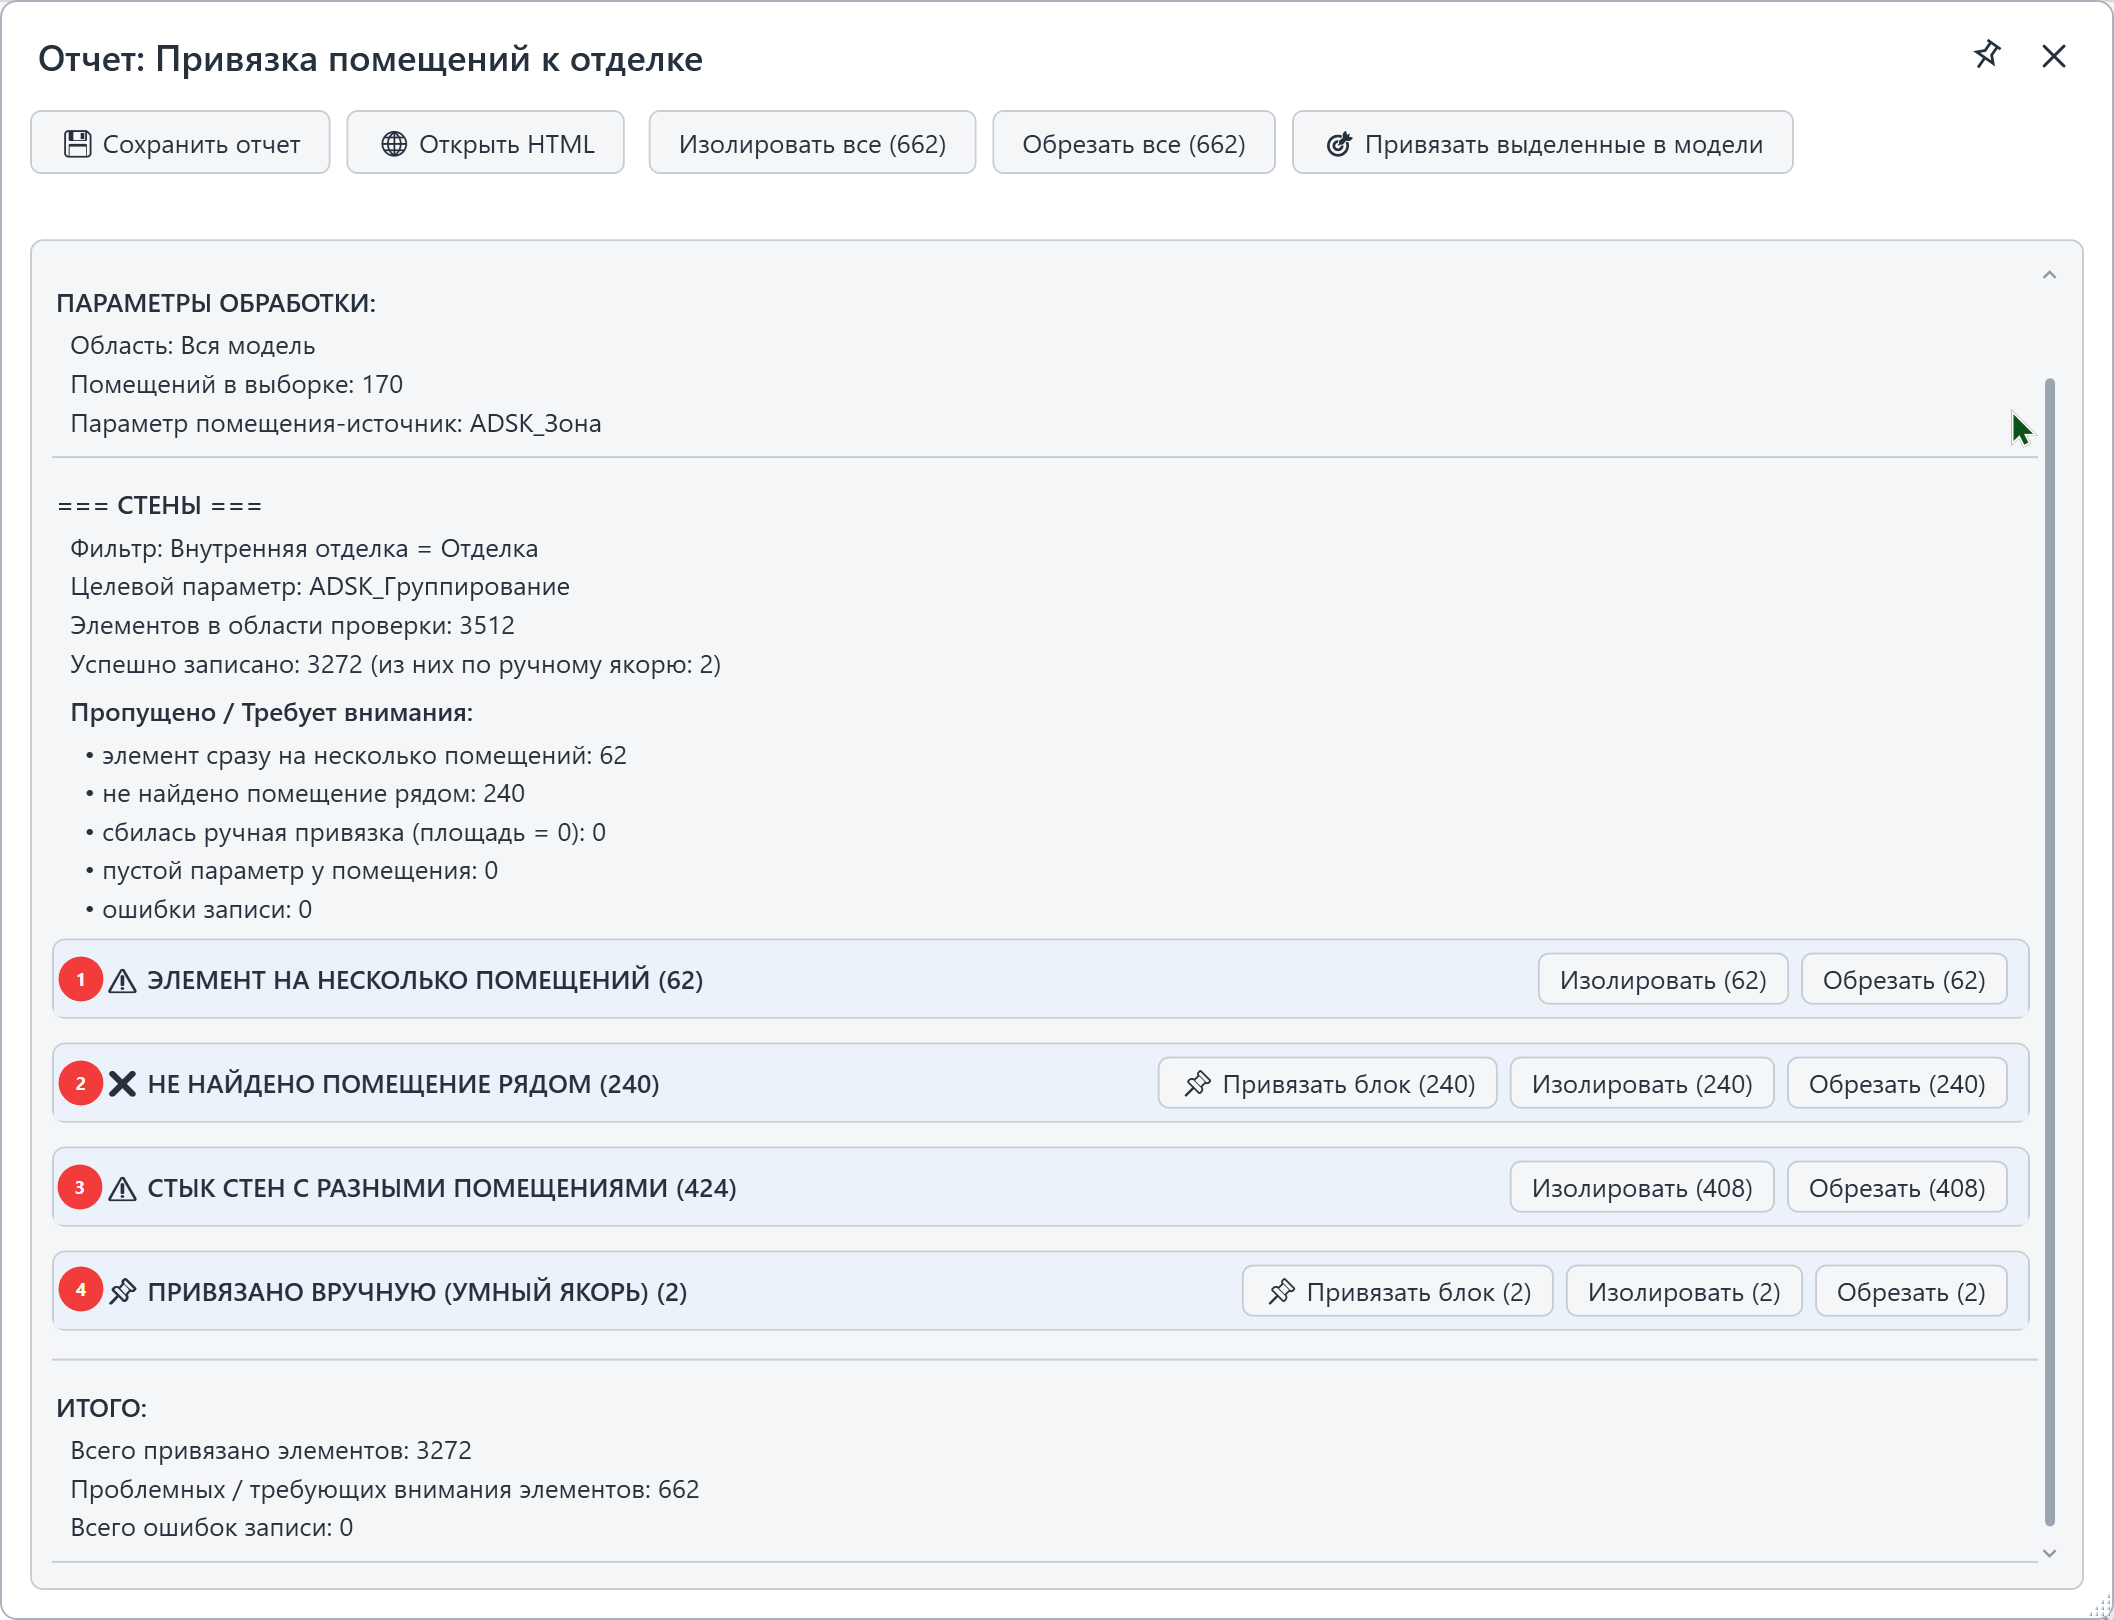 Отчет: Привязка помещений к отделке
Сохранить отчет
Открыть HTML
Изолировать все (662)
Обрезать все (662)
Привязать выделенные в модели
ПАРАМЕТРЫ ОБРАБОТКИ:
Область: Вся модель
Помещений в выборке: 170
Параметр помещения-источник: ADSK_Зона
=== СТЕНЫ ===
Фильтр: Внутренняя отделка = Отделка
Целевой параметр: ADSK_Группирование
Элементов в области проверки: 3512
Успешно записано: 3272 (из них по ручному якорю: 2)
Пропущено / Требует внимания:
• элемент сразу на несколько помещений: 62
• не найдено помещение рядом: 240
• сбилась ручная привязка (площадь = 0): 0
• пустой параметр у помещения: 0
• ошибки записи: 0
1 ЭЛЕМЕНТ НА НЕСКОЛЬКО ПОМЕЩЕНИЙ (62) Изолировать (62) Обрезать (62)
2 НЕ НАЙДЕНО ПОМЕЩЕНИЕ РЯДОМ (240) Привязать блок (240) Изолировать (240) Обрезать (240)
3 СТЫК СТЕН С РАЗНЫМИ ПОМЕЩЕНИЯМИ (424) Изолировать (408) Обрезать (408)
4 ПРИВЯЗАНО ВРУЧНУЮ (УМНЫЙ ЯКОРЬ) (2) Привязать блок (2) Изолировать (2) Обрезать (2)
ИТОГО:
Всего привязано элементов: 3272
Проблемных / требующих внимания элементов: 662
Всего ошибок записи: 0